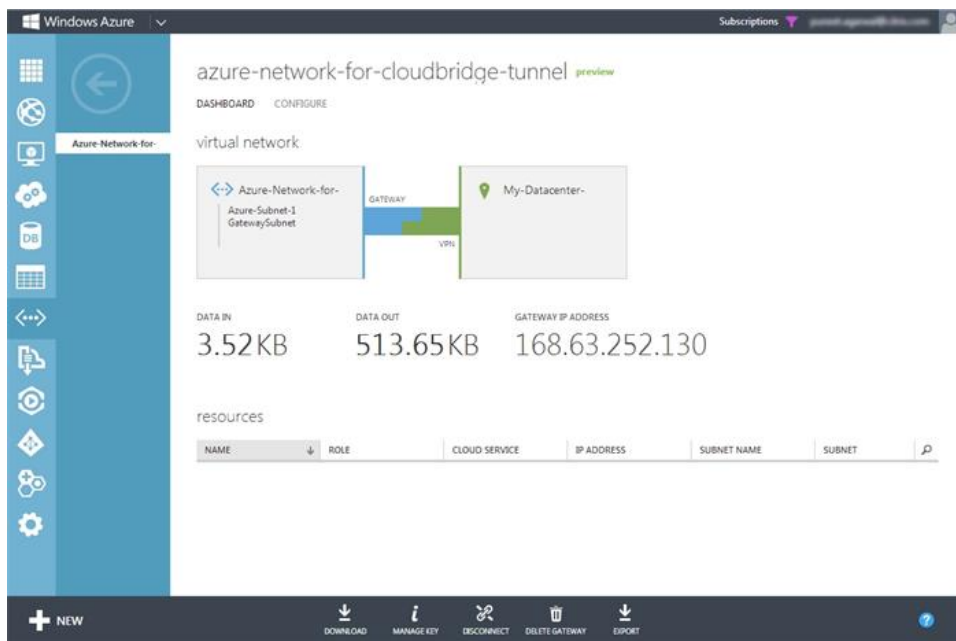 Windows Azure
Subscriptions
azure-network-for-cloudbridge-tunnel preview
DASHBOARD CONFIGURE
Azure-Network-for-
virtual network
Azure-Network-for-
Azure-Subnet-1
GatewaySubnet
GATEWAY
VPN
My-Datacenter-
DATA IN DATA OUT GATEWAY IP ADDRESS
3.52KB 513.65KB 168.63.252.130
resources
NAME ROLE CLOUD SERVICE IP ADDRESS SUBNET NAME SUBNET
DB
NEW
DOWNLOAD MANAGE KEY DISCONNECT DELETE GATEWAY EXPORT
?